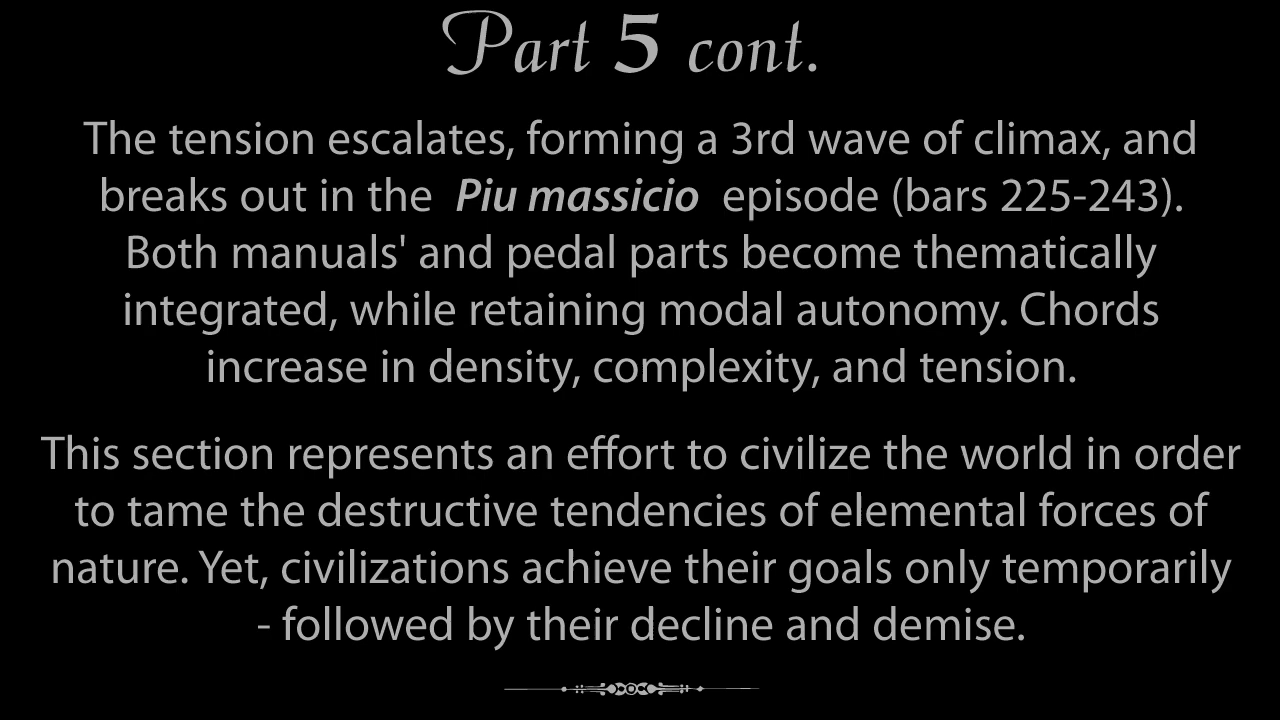 Part 5 cont.
The tension escalates, forming a 3rd wave of climax, and
breaks out in the Piu massicio episode (bars 225-243).
Both manuals' and pedal parts become thematically
integrated, while retaining modal autonomy. Chords
increase in density, complexity, and tension.
This section represents an effort to civilize the world in order
to tame the destructive tendencies of elemental forces of
nature. Yet, civilizations achieve their goals only temporarily
- followed by their decline and demise.